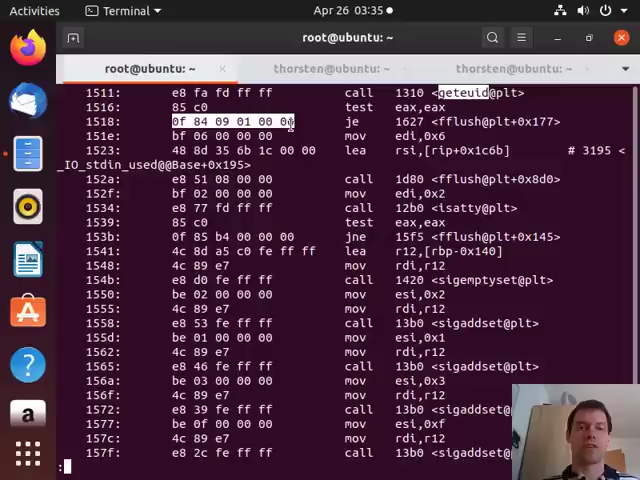 Activities
Terminal
Apr 26 03:35
root@ubuntu: ~
root@ubuntu: ~
thorsten@ubuntu: ~
thorsten@ubuntu: ~
1511: e8 fa fd ff ff call 1310 <geteuid@plt>
1516: 85 c0 test eax,eax
1518: 0f 84 09 01 00 00 je 1627 <fflush@plt+0x177>
151e: bf 06 00 00 00 mov edi,0x6
1523: 48 8d 35 6b 1c 00 00 lea rsi,[rip+0x1c6b] # 3195 <
_IO_stdin_used@@Base+0x195>
152a: e8 51 08 00 00 call 1d80 <fflush@plt+0x8d0>
152f: bf 02 00 00 00 mov edi,0x2
1534: e8 77 fd ff ff call 12b0 <isatty@plt>
1539: 85 c0 test eax,eax
153b: 0f 85 b4 00 00 00 jne 15f5 <fflush@plt+0x145>
1541: 4c 8d a5 c0 fe ff ff lea r12,[rbp-0x140]
1548: 4c 89 e7 mov rdi,r12
154b: e8 d0 fe ff ff call 1420 <sigemptyset@plt>
1550: be 02 00 00 00 mov esi,0x2
1555: 4c 89 e7 mov rdi,r12
1558: e8 53 fe ff ff call 13b0 <sigaddset@plt>
155d: be 01 00 00 00 mov esi,0x1
1562: 4c 89 e7 mov rdi,r12
1565: e8 46 fe ff ff call 13b0 <sigaddset@plt>
156a: be 03 00 00 00 mov esi,0x3
156f: 4c 89 e7 mov rdi,r12
1572: e8 39 fe ff ff call 13b0 <sigaddset@
1577: be 0f 00 00 00 mov esi,0xf
157c: 4c 89 e7 mov rdi,r12
157f: e8 2c fe ff ff call 13b0 <sigaddset@
: